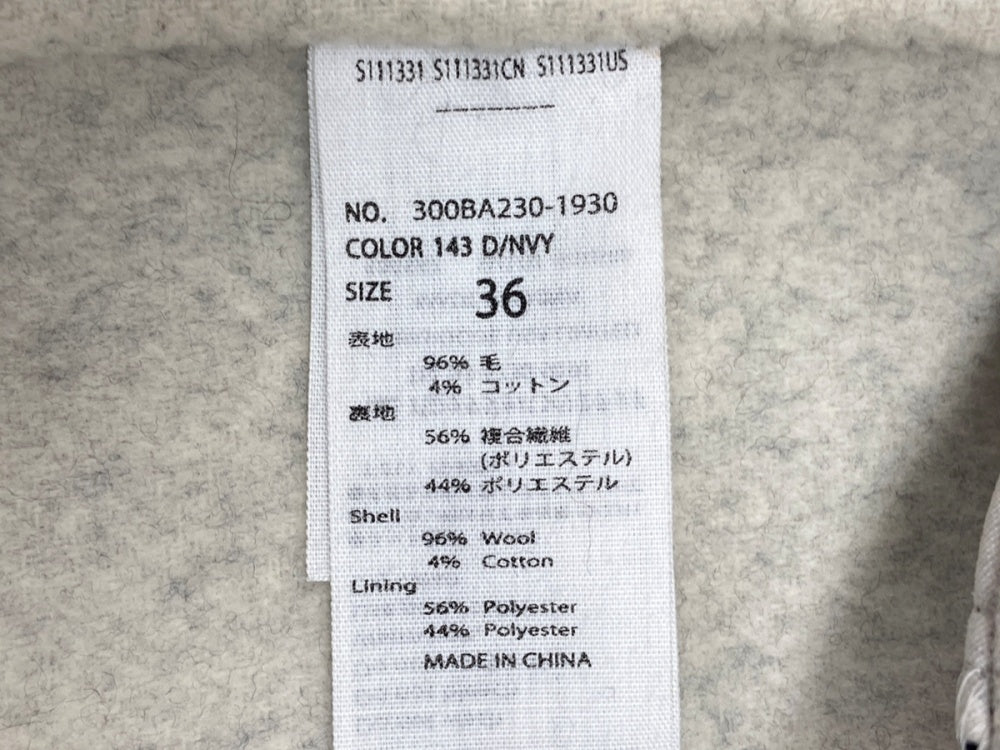 S111331 S111331CN S111331US
--------
NO. 300BA230-1930
COLOR 143 D/NVY
SIZE 36
表地
96% 毛
4% コットン
裏地
56% 複合繊維
(ポリエステル)
44% ポリエステル
Shell
96% Wool
4% Cotton
Lining
56% Polyester
44% Polyester
MADE IN CHINA